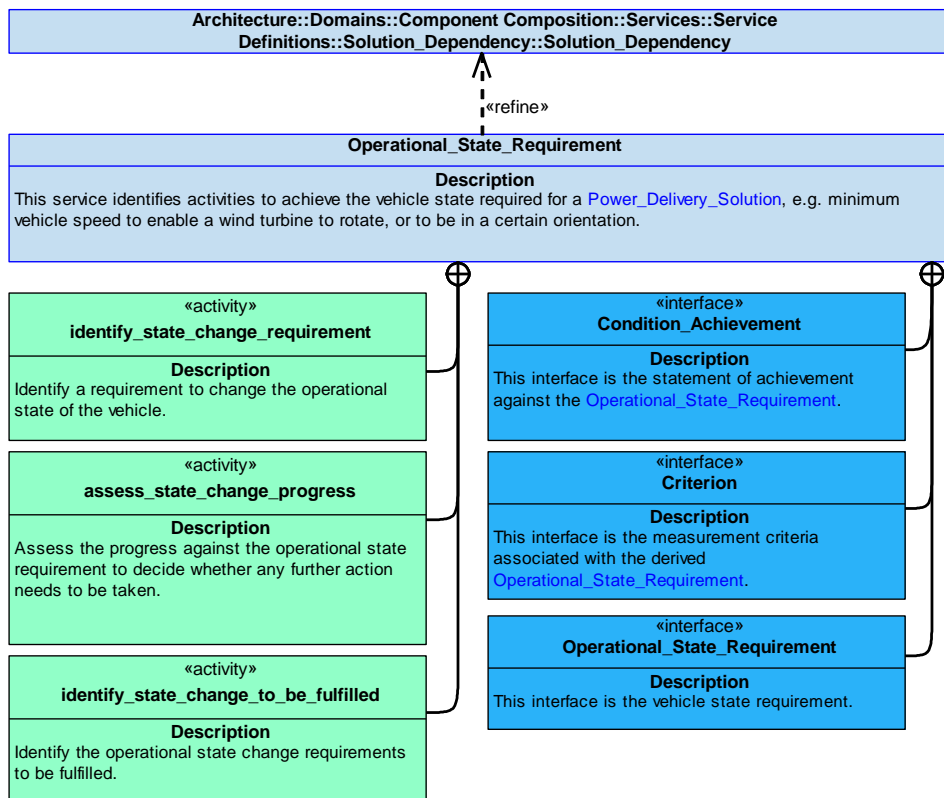 Architecture::Domains::Component Composition::Services::Service
Definitions::Solution_Dependency::Solution_Dependency
«refine»
Operational_State_Requirement
Description
This service identifies activities to achieve the vehicle state required for a Power_Delivery_Solution, e.g. minimum
vehicle speed to enable a wind turbine to rotate, or to be in a certain orientation.
«activity»
identify_state_change_requirement
Description
Identify a requirement to change the operational
state of the vehicle.
«activity»
assess_state_change_progress
Description
Assess the progress against the operational state
requirement to decide whether any further action
needs to be taken.
«activity»
identify_state_change_to_be_fulfilled
Description
Identify the operational state change requirements
to be fulfilled.
«interface»
Condition_Achievement
Description
This interface is the statement of achievement
against the Operational_State_Requirement.
«interface»
Criterion
Description
This interface is the measurement criteria
associated with the derived
Operational_State_Requirement.
«interface»
Operational_State_Requirement
Description
This interface is the vehicle state requirement.